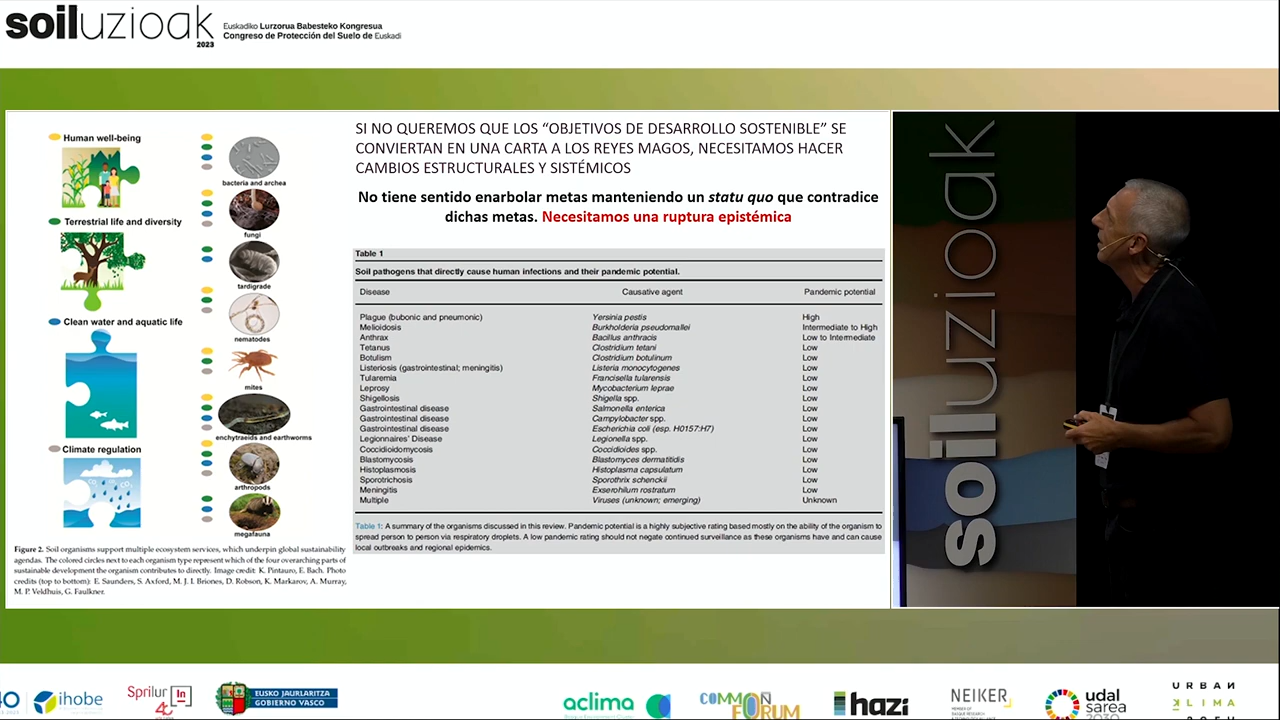 soiluzioak
2023
Euskadiko Lurzorua Babesteko Kongresua
Congreso de Protección del Suelo de Euskadi
Human well-being
Terrestrial life and diversity
Clean water and aquatic life
Climate regulation
bacteria and archea
fungi
tardigrade
nematodes
mites
enchytraeids and earthworms
arthropods
megafauna
Figure 2. Soil organisms support multiple ecosystem services, which underpin global sustainability
agendas. The colored circles next to each organism type represent which of the four overarching parts of
sustainable development the organism contributes to directly. Image credit: K. Pintauro, E. Bach. Photo
credits (top to bottom): E. Saunders, S. Axford, M. J. I. Briones, D. Robson, K. Markarov, A. Murray,
M. P. Veldhuis, G. Faulkner.
SI NO QUEREMOS QUE LOS “OBJETIVOS DE DESARROLLO SOSTENIBLE” SE
CONVIERTAN EN UNA CARTA A LOS REYES MAGOS, NECESITAMOS HACER
CAMBIOS ESTRUCTURALES Y SISTÉMICOS
No tiene sentido enarbolar metas manteniendo un statu quo que contradice
dichas metas. Necesitamos una ruptura epistémica
Table 1
Soil pathogens that directly cause human infections and their pandemic potential.
Disease Causative agent Pandemic potential
Plague (bubonic and pneumonic) Yersinia pestis High
Melioidosis Burkholderia pseudomallei Intermediate to High
Anthrax Bacillus anthracis Low to Intermediate
Tetanus Clostridium tetani Low
Botulism Clostridium botulinum Low
Listeriosis (gastrointestinal; meningitis) Listeria monocytogenes Low
Tularemia Francisella tularensis Low
Leprosy Mycobacterium leprae Low
Shigellosis Shigella spp. Low
Gastrointestinal disease Salmonella enterica Low
Gastrointestinal disease Campylobacter spp. Low
Gastrointestinal disease Escherichia coli (esp. H0157:H7) Low
Legionnaires' Disease Legionella spp. Low
Coccidioidomycosis Coccidioides spp. Low
Blastomycosis Blastomyces dermatitidis Low
Histoplasmosis Histoplasma capsulatum Low
Sporotrichosis Sporothrix schenckii Low
Meningitis Exserohilum rostratum Low
Multiple Viruses (unknown; emerging) Unknown
Table 1: A summary of the organisms discussed in this review. Pandemic potential is a highly subjective rating based mostly on the ability of the organism to
spread person to person via respiratory droplets. A low pandemic rating should not negate continued surveillance as these organisms have and can cause
local outbreaks and regional epidemics.
soiluzioak
ihobe
Sprilur
In
EUSKO JAURLARITZA
GOBIERNO VASCO
aclima
COMMON
FORUM
hazi
NEIKER
udal
sarea
2030
URBAN
KLIMA